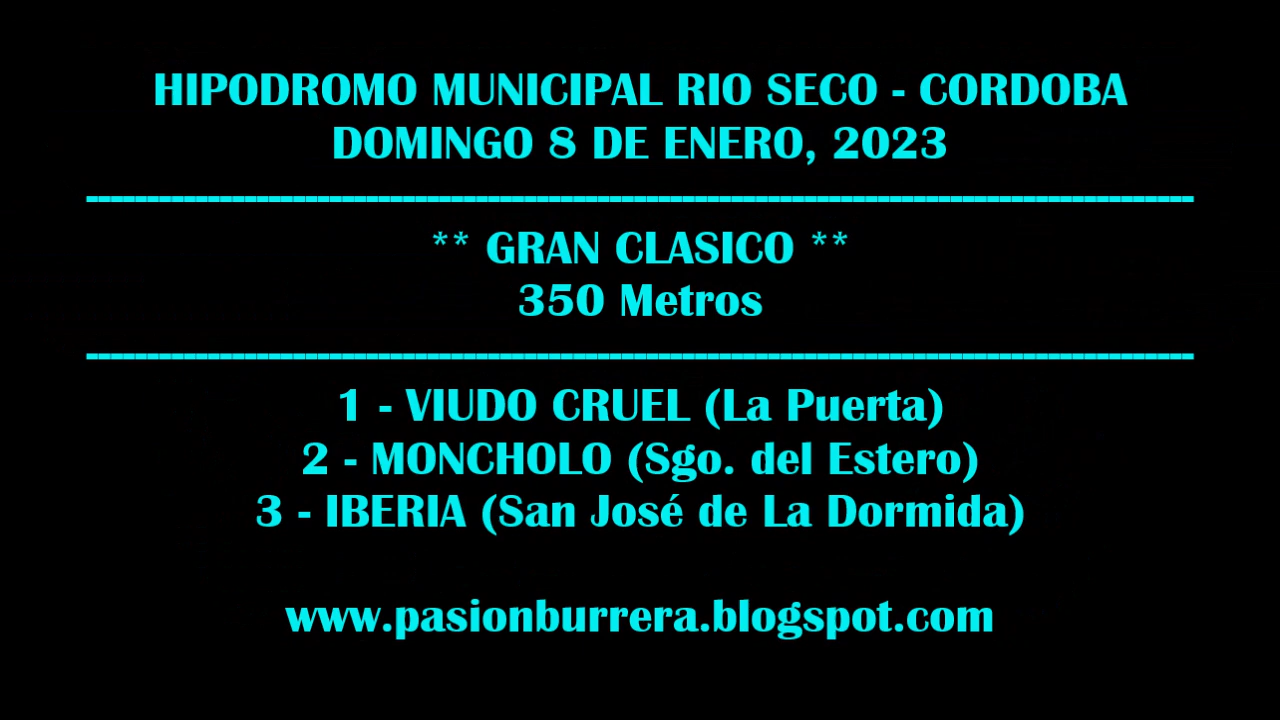 HIPODROMO MUNICIPAL RIO SECO - CORDOBA
DOMINGO 8 DE ENERO, 2023
---------------------------------------------------------------------------------------------
** GRAN CLASICO **
350 Metros
---------------------------------------------------------------------------------------------
1 - VIUDO CRUEL (La Puerta)
2 - MONCHOLO (Sgo. del Estero)
3 - IBERIA (San José de La Dormida)
www.pasionburrera.blogspot.com